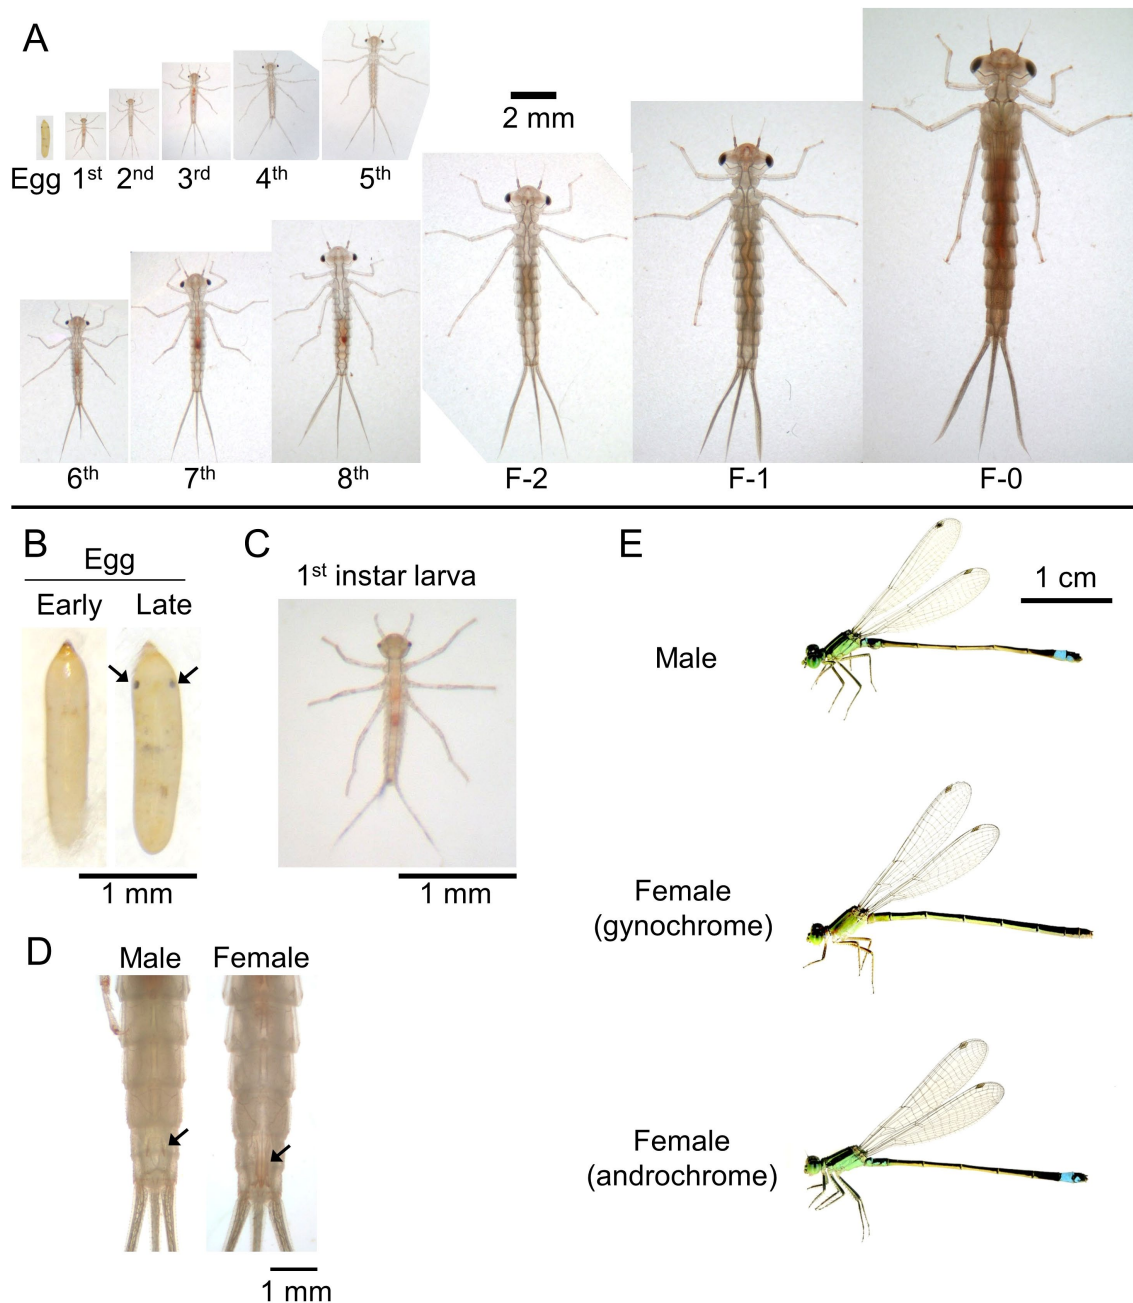 A
2 mm
Egg 1st 2nd 3rd 4th 5th
6th 7th 8th F-2 F-1 F-0
B
Egg
Early Late
1 mm
C
1st instar larva
1 mm
D
Male Female
1 mm
E
1 cm
Male
Female
(gynochrome)
Female
(androchrome)